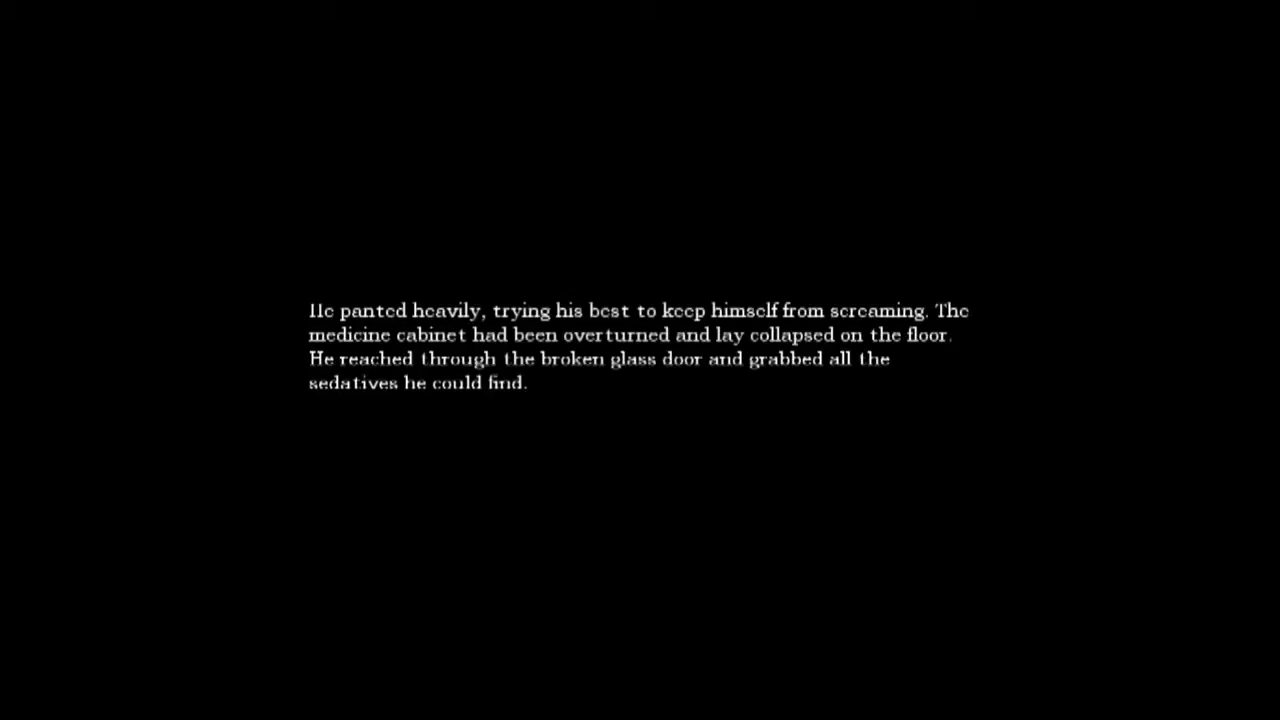 He panted heavily, trying his best to keep himself from screaming. The
medicine cabinet had been overturned and lay collapsed on the floor.
He reached through the broken glass door and grabbed all the
sedatives he could find.